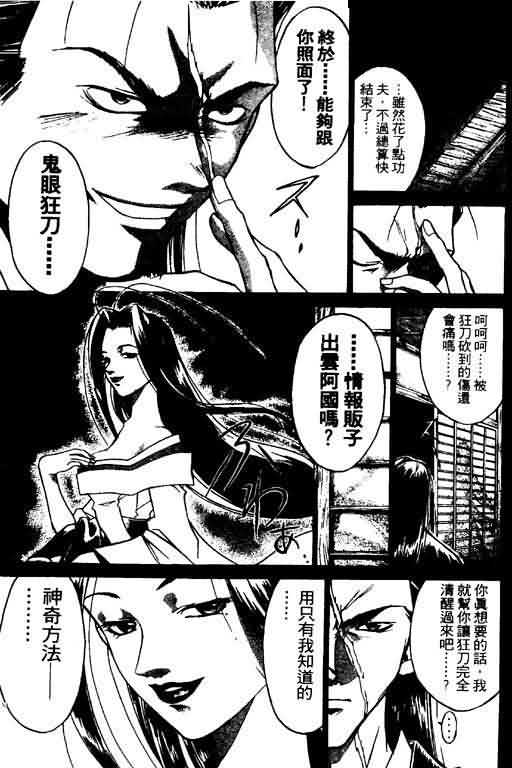 …雖然花了點功
夫，不過總算快
結束了…
終於……能夠跟
你照面了！
鬼眼狂刀……
呵呵呵……被
狂刀砍到的傷還
會痛嗎……？
……情報販子
出雲阿國嗎？
你真想要的話，我
就幫你讓狂刀完全
清醒過來吧……？
……
用只有我知道的
神奇方法——